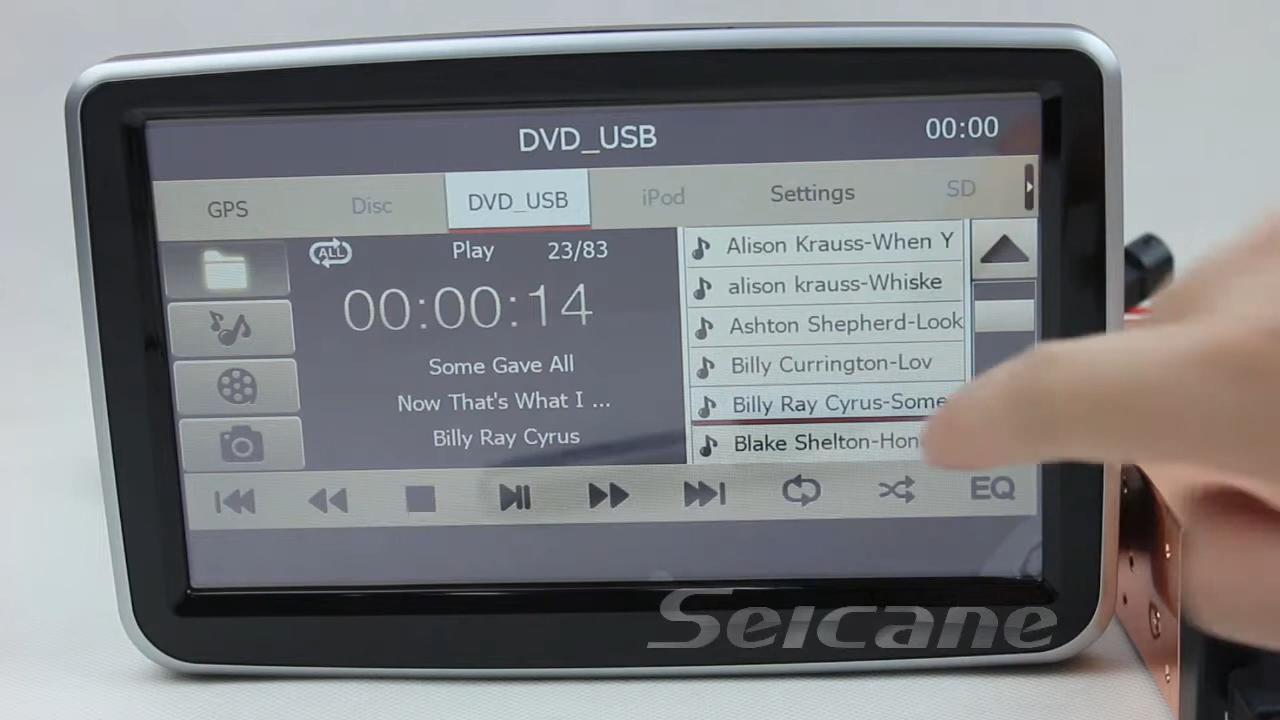 DVD_USB
00:00
GPS
Disc
DVD_USB
iPod
Settings
SD
ALL
Play
23/83
00:00:14
Some Gave All
Now That's What I ...
Billy Ray Cyrus
Alison Krauss-When Y
alison krauss-Whiske
Ashton Shepherd-Look
Billy Currington-Lov
Billy Ray Cyrus-Some
Blake Shelton-Hon
EQ
Seicane